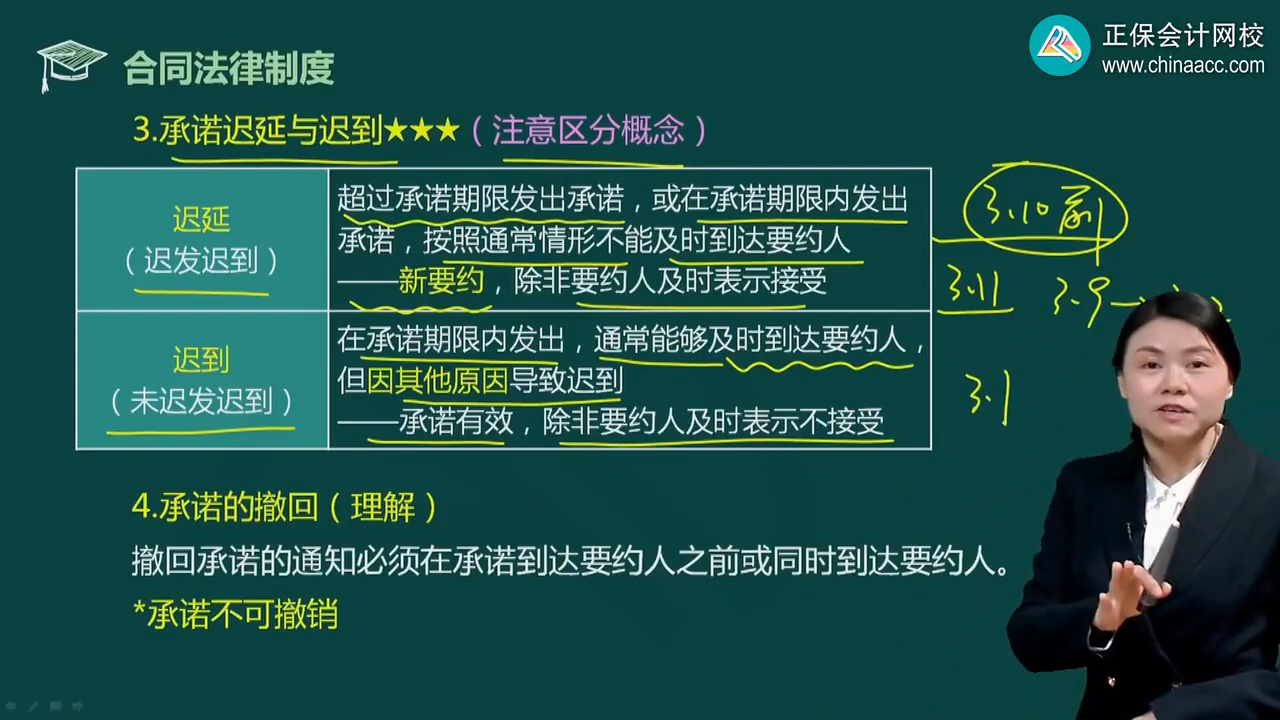 正保会计网校
www.chinaacc.com
合同法律制度
3.承诺迟延与迟到★★★（注意区分概念）
迟延
（迟发迟到）
超过承诺期限发出承诺，或在承诺期限内发出
承诺，按照通常情形不能及时到达要约人
——新要约，除非要约人及时表示接受
迟到
（未迟发迟到）
在承诺期限内发出，通常能够及时到达要约人，
但因其他原因导致迟到
——承诺有效，除非要约人及时表示不接受
3.10前
3.11 3.9
3.1
4.承诺的撤回（理解）
撤回承诺的通知必须在承诺到达要约人之前或同时到达要约人。
*承诺不可撤销